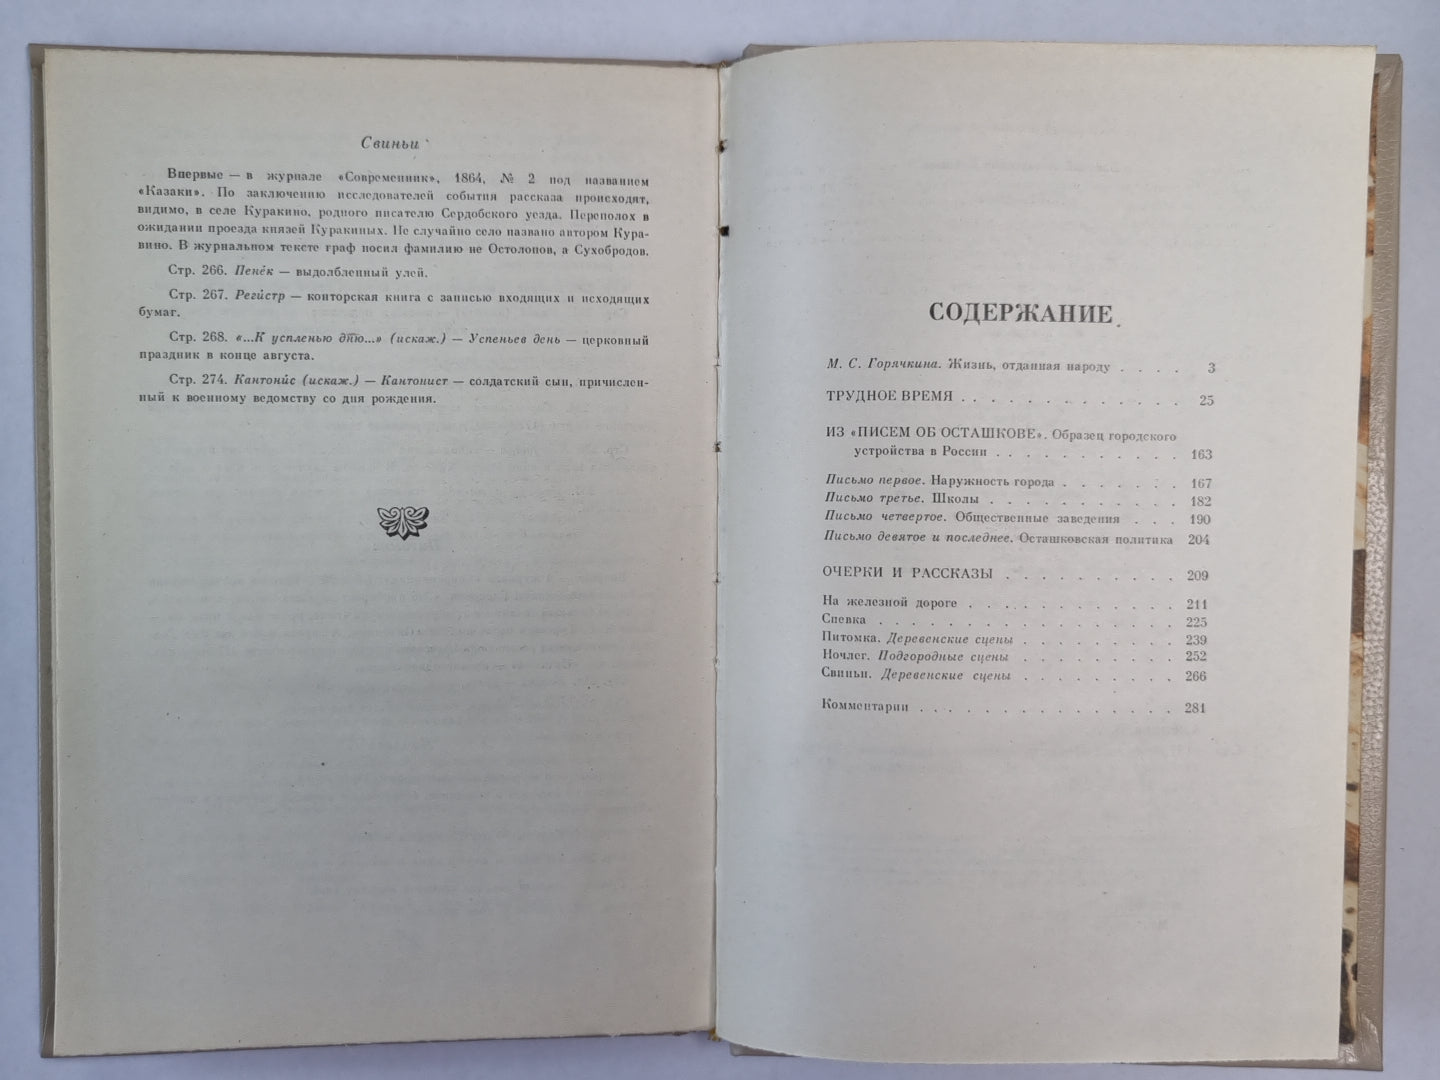 Свиньи
Впервые — в журнале «Современник», 1864, № 2 под названием
«Казаки». По заключению исследователей события рассказа происходят,
видимо, в селе Куракино, родного писателю Сердобского уезда. Переполох в
ожидании проезда князей Куракиных. Не случайно село названо автором Кура-
вино. В журнальном тексте граф носил фамилию не Остолопов, а Сухобродов.
Стр. 266. Пенёк — выдолбленный улей.
Стр. 267. Реги́стр — конторская книга с записью входящих и исходящих
бумаг.
Стр. 268. «...К успленью дню...» (искаж.) — Успеньев день — церковный
праздник в конце августа.
Стр. 274. Кантони́с (искаж.) — Кантонист — солдатский сын, причислен-
ный к военному ведомству со дня рождения.
СОДЕРЖАНИЕ
М. С. Горячкина. Жизнь, отданная народу . . . . 3
ТРУДНОЕ ВРЕМЯ . . . . . . . . . . . . 25
ИЗ «ПИСЕМ ОБ ОСТАШКОВЕ». Образец городского
устройства в России . . . . . . . . . . 163
Письмо первое. Наружность города . . . . . . . 167
Письмо третье. Школы . . . . . . . . . . 182
Письмо четвертое. Общественные заведения . . . 190
Письмо девятое и последнее. Осташковская политика 204
ОЧЕРКИ И РАССКАЗЫ . . . . . . . . . . 209
На железной дороге . . . . . . . . . . 211
Спевка . . . . . . . . . . . . . . 225
Питомка. Деревенские сцены . . . . . . . . 239
Ночлег. Подгородные сцены . . . . . . . . 252
Свиньи. Деревенские сцены . . . . . . . . 266
Комментарии . . . . . . . . . . . . 281